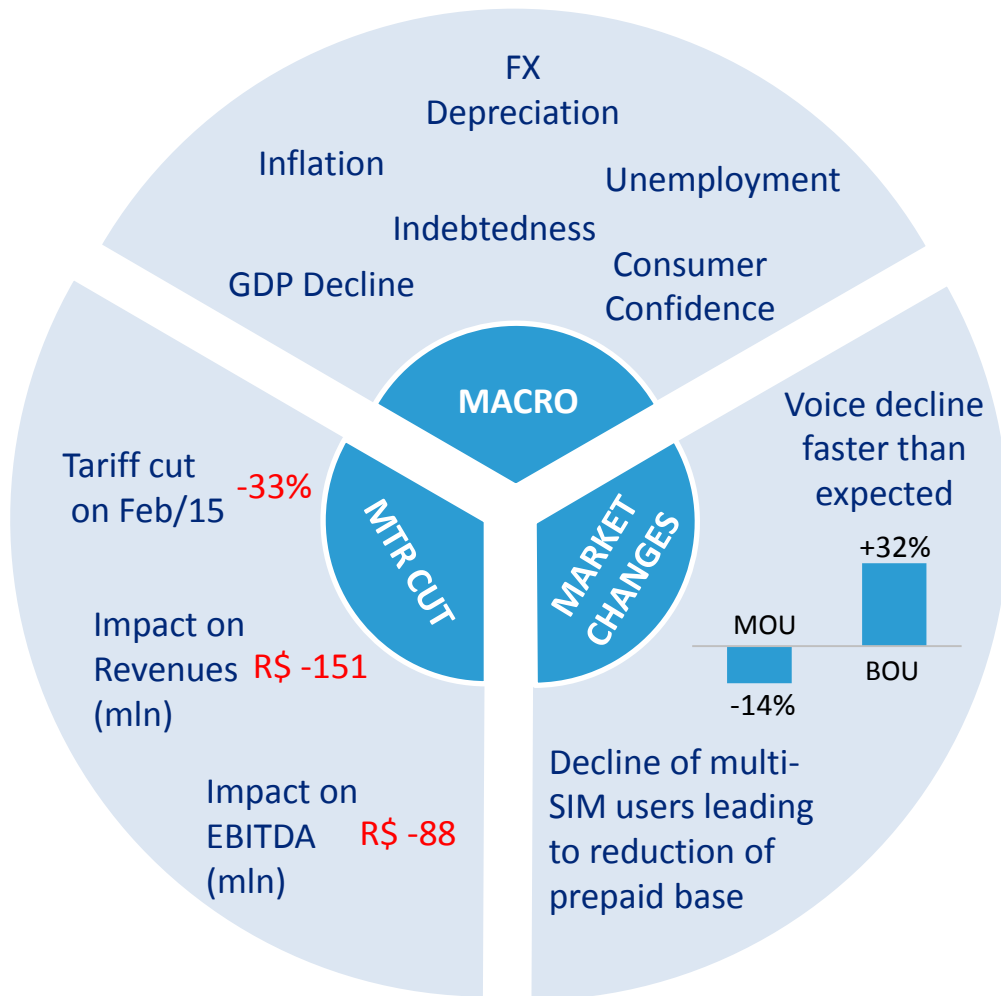 FX
Depreciation
Inflation
Unemployment
Indebtedness
GDP Decline
Consumer
Confidence
MACRO
Tariff cut
on Feb/15
-33%
Impact on
Revenues
(mln)
R$ -151
Impact on
EBITDA
(mln)
R$ -88
MTR CUT
MARKET
CHANGES
Voice decline
faster than
expected
+32%
MOU
BOU
-14%
Decline of multi-
SIM users leading
to reduction of
prepaid base